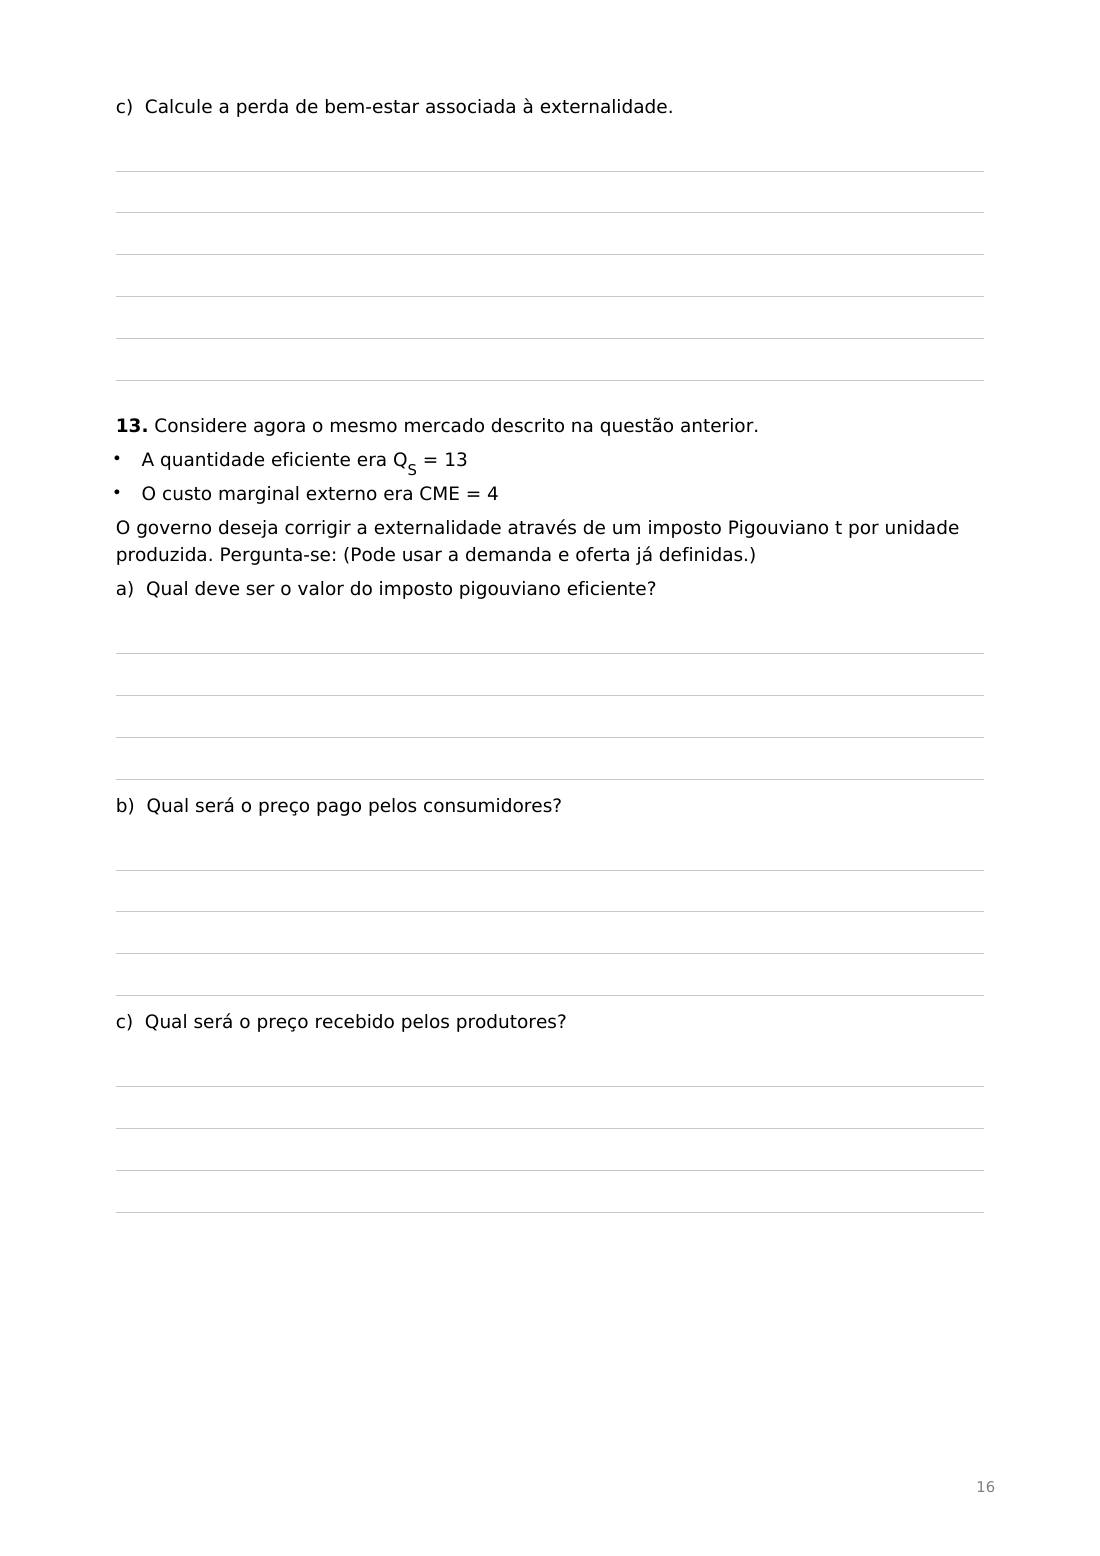 c) Calcule a perda de bem-estar associada à externalidade.
13. Considere agora o mesmo mercado descrito na questão anterior.
• A quantidade eficiente era QS = 13
• O custo marginal externo era CME = 4
O governo deseja corrigir a externalidade através de um imposto Pigouviano t por unidade
produzida. Pergunta-se: (Pode usar a demanda e oferta já definidas.)
a) Qual deve ser o valor do imposto pigouviano eficiente?
b) Qual será o preço pago pelos consumidores?
c) Qual será o preço recebido pelos produtores?
16